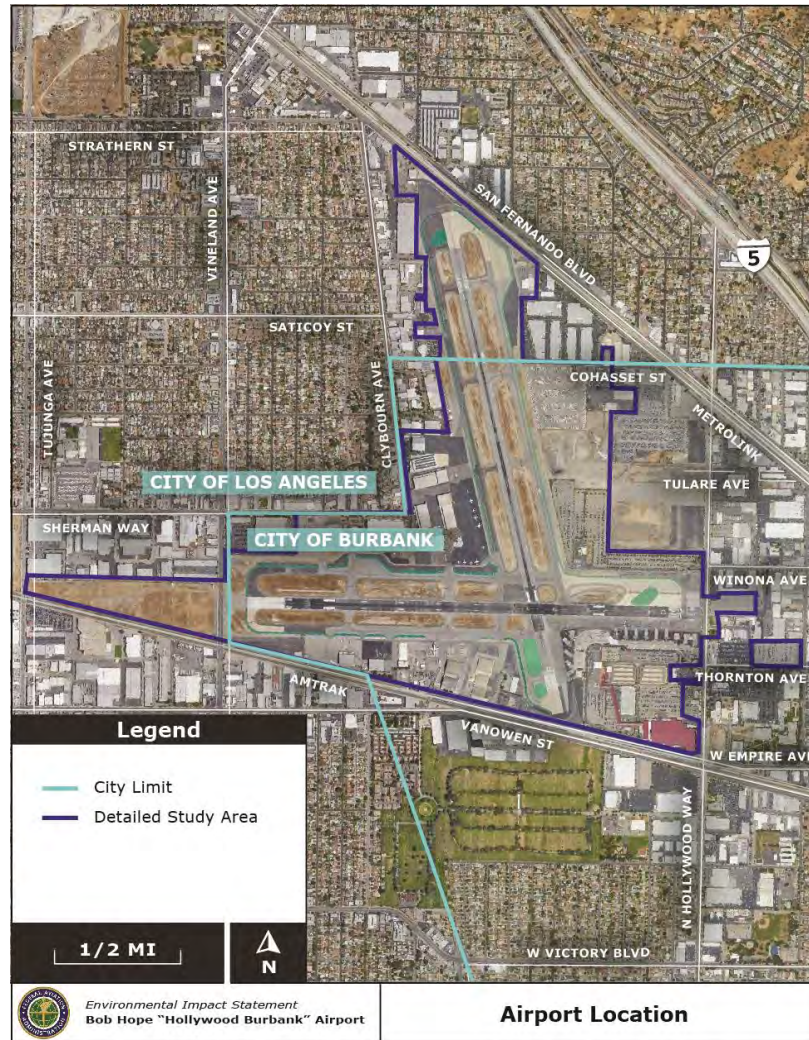 STRATHERN ST
VINELAND AVE
SAN FERNANDO BLVD
5
SATICOY ST
CLYBOURN AVE
COHASSET ST
TUJUNGA AVE
METROLINK
CITY OF LOS ANGELES
TULARE AVE
SHERMAN WAY
CITY OF BURBANK
WINONA AVE
THORNTON AVE
AMTRAK
VANOWEN ST
W EMPIRE AVE
N HOLLYWOOD WAY
W VICTORY BLVD
Legend
City Limit
Detailed Study Area
1/2 MI
N
FEDERAL AVIATION
ADMINISTRATION
Environmental Impact Statement
Bob Hope "Hollywood Burbank" Airport
Airport Location